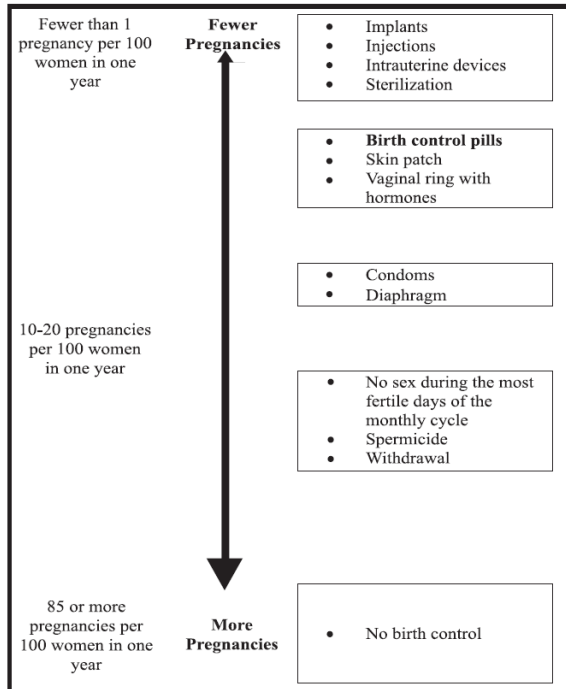 Fewer than 1
pregnancy per 100
women in one
year
Fewer
Pregnancies
• Implants
• Injections
• Intrauterine devices
• Sterilization
• Birth control pills
• Skin patch
• Vaginal ring with
hormones
• Condoms
• Diaphragm
10-20 pregnancies
per 100 women
in one year
• No sex during the most
fertile days of the
monthly cycle
• Spermicide
• Withdrawal
85 or more
pregnancies per
100 women in one
year
More
Pregnancies
• No birth control